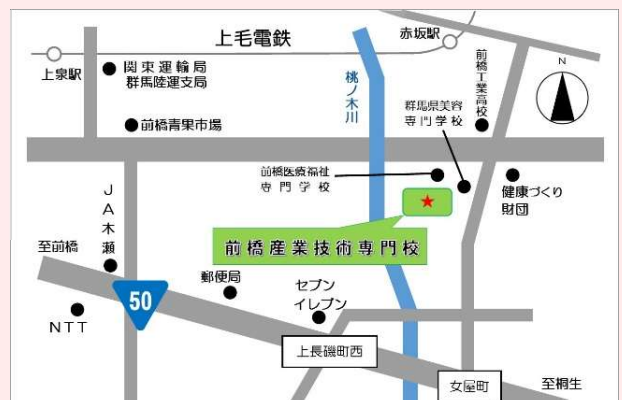 上毛電鉄
赤坂駅
上泉駅
関東運輸局
群馬陸運支局
桃ノ木川
前橋工業高校
N
群馬県美容
専門学校
前橋青果市場
前橋医療福祉
専門学校
健康づくり
財団
JA木瀬
至前橋
前橋産業技術専門校
50
郵便局
セブン
イレブン
NTT
上長磯町西
女屋町
至桐生